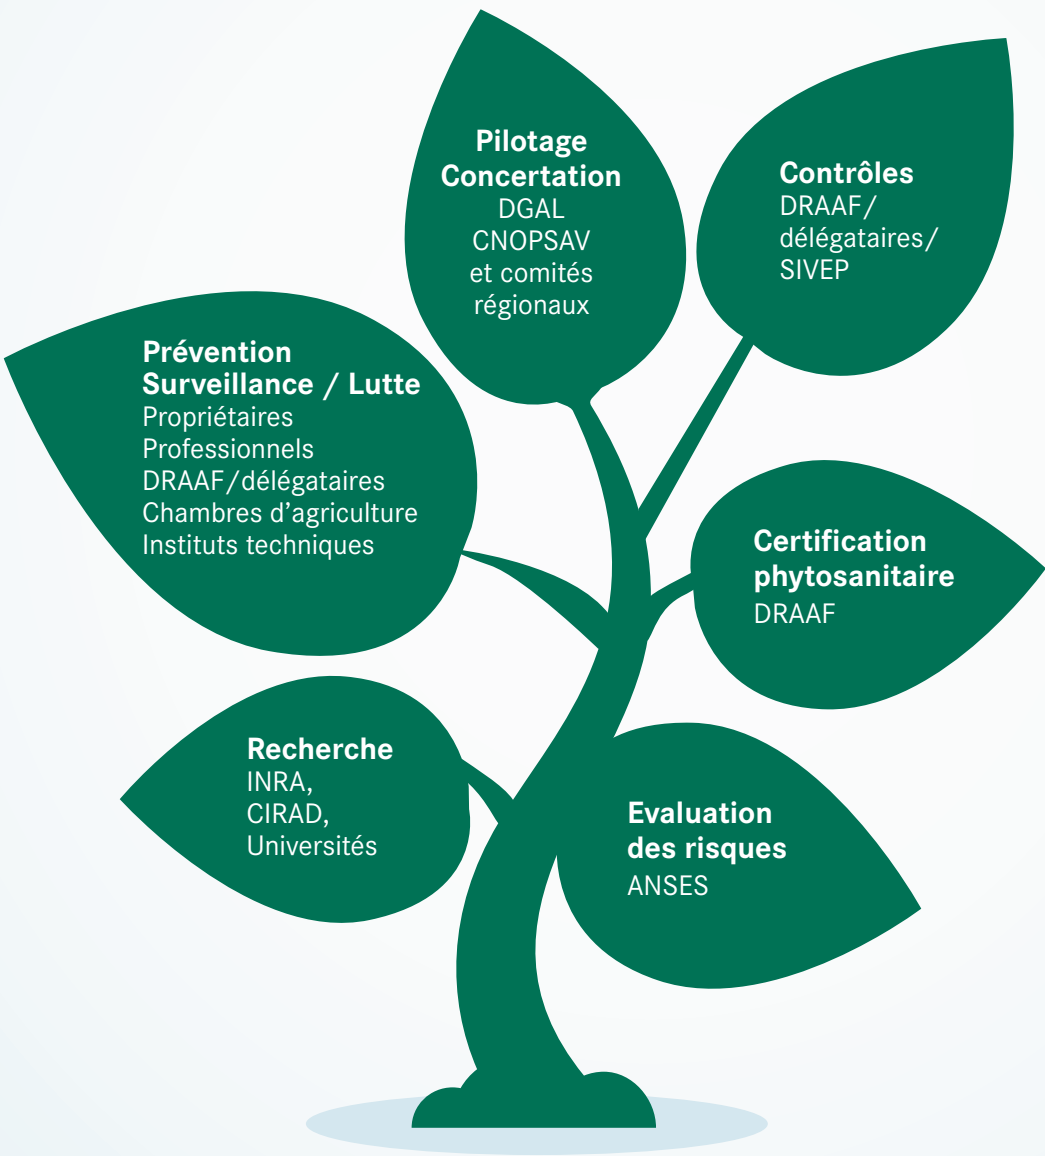 Pilotage
Concertation
DGAL
CNOPSAV
et comités
régionaux
Contrôles
DRAAF/
délégataires/
SIVEP
Prévention
Surveillance / Lutte
Propriétaires
Professionnels
DRAAF/délégataires
Chambres d’agriculture
Instituts techniques
Certification
phytosanitaire
DRAAF
Recherche
INRA,
CIRAD,
Universités
Evaluation
des risques
ANSES